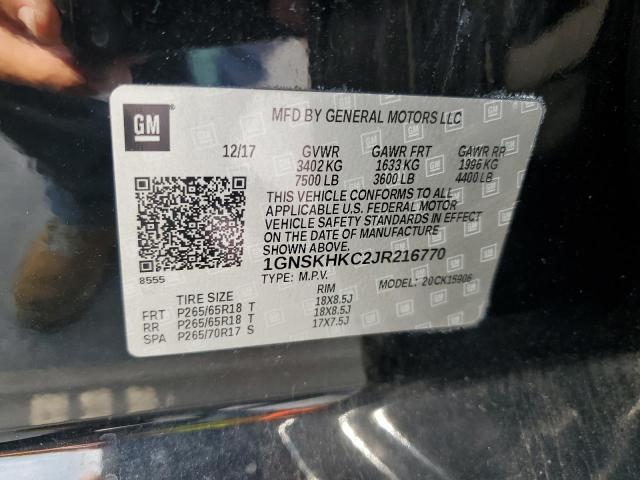 GM
MFD BY GENERAL MOTORS LLC
12/17 GVWR GAWR FRT GAWR RR
3402 KG 1633 KG 1996 KG
7500 LB 3600 LB 4400 LB
THIS VEHICLE CONFORMS TO ALL
APPLICABLE U.S. FEDERAL MOTOR
VEHICLE SAFETY STANDARDS IN EFFECT
ON THE DATE OF MANUFACTURE
SHOWN ABOVE.
1GNSKHKC2JR216770
8555
TYPE: M.P.V. MODEL: 20CK15906
TIRE SIZE RIM
FRT P265/65R18 T 18X8.5J
RR P265/65R18 T 18X8.5J
SPA P265/70R17 S 17X7.5J